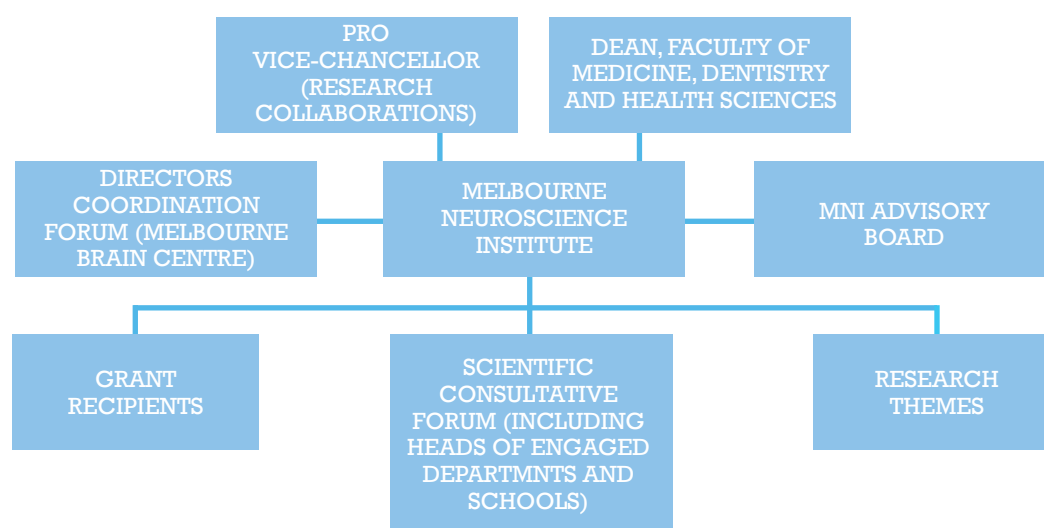 PRO
VICE-CHANCELLOR
(RESEARCH
COLLABORATIONS)
DEAN, FACULTY OF
MEDICINE, DENTISTRY
AND HEALTH SCIENCES
DIRECTORS
COORDINATION
FORUM (MELBOURNE
BRAIN CENTRE)
MELBOURNE
NEUROSCIENCE
INSTITUTE
MNI ADVISORY
BOARD
GRANT
RECIPIENTS
SCIENTIFIC
CONSULTATIVE
FORUM (INCLUDING
HEADS OF ENGAGED
DEPARTMNTS AND
SCHOOLS)
RESEARCH
THEMES